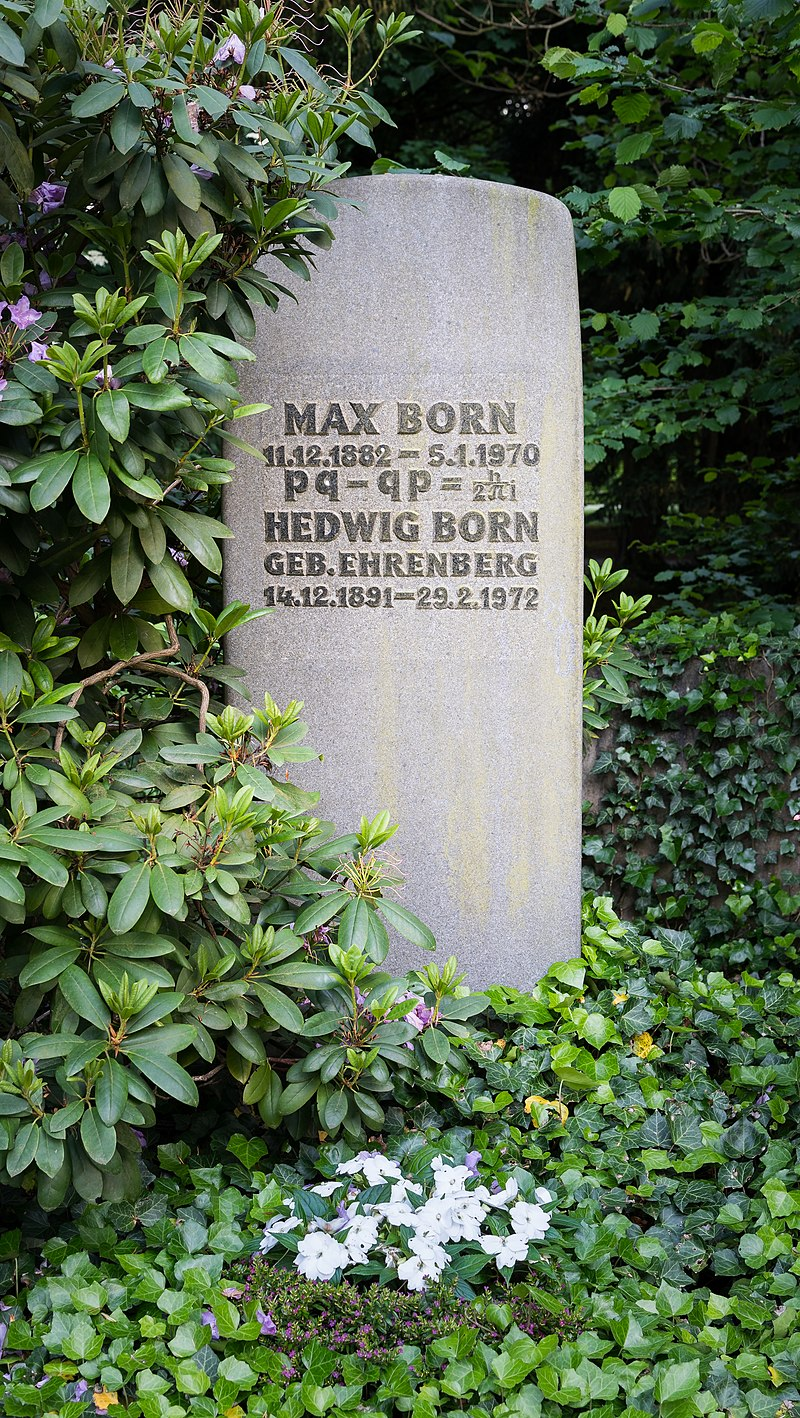 MAX BORN
11.12.1882 – 5.1.1970
pq – qp = h/2πi
HEDWIG BORN
GEB. EHRENBERG
14.12.1891 – 29.2.1972